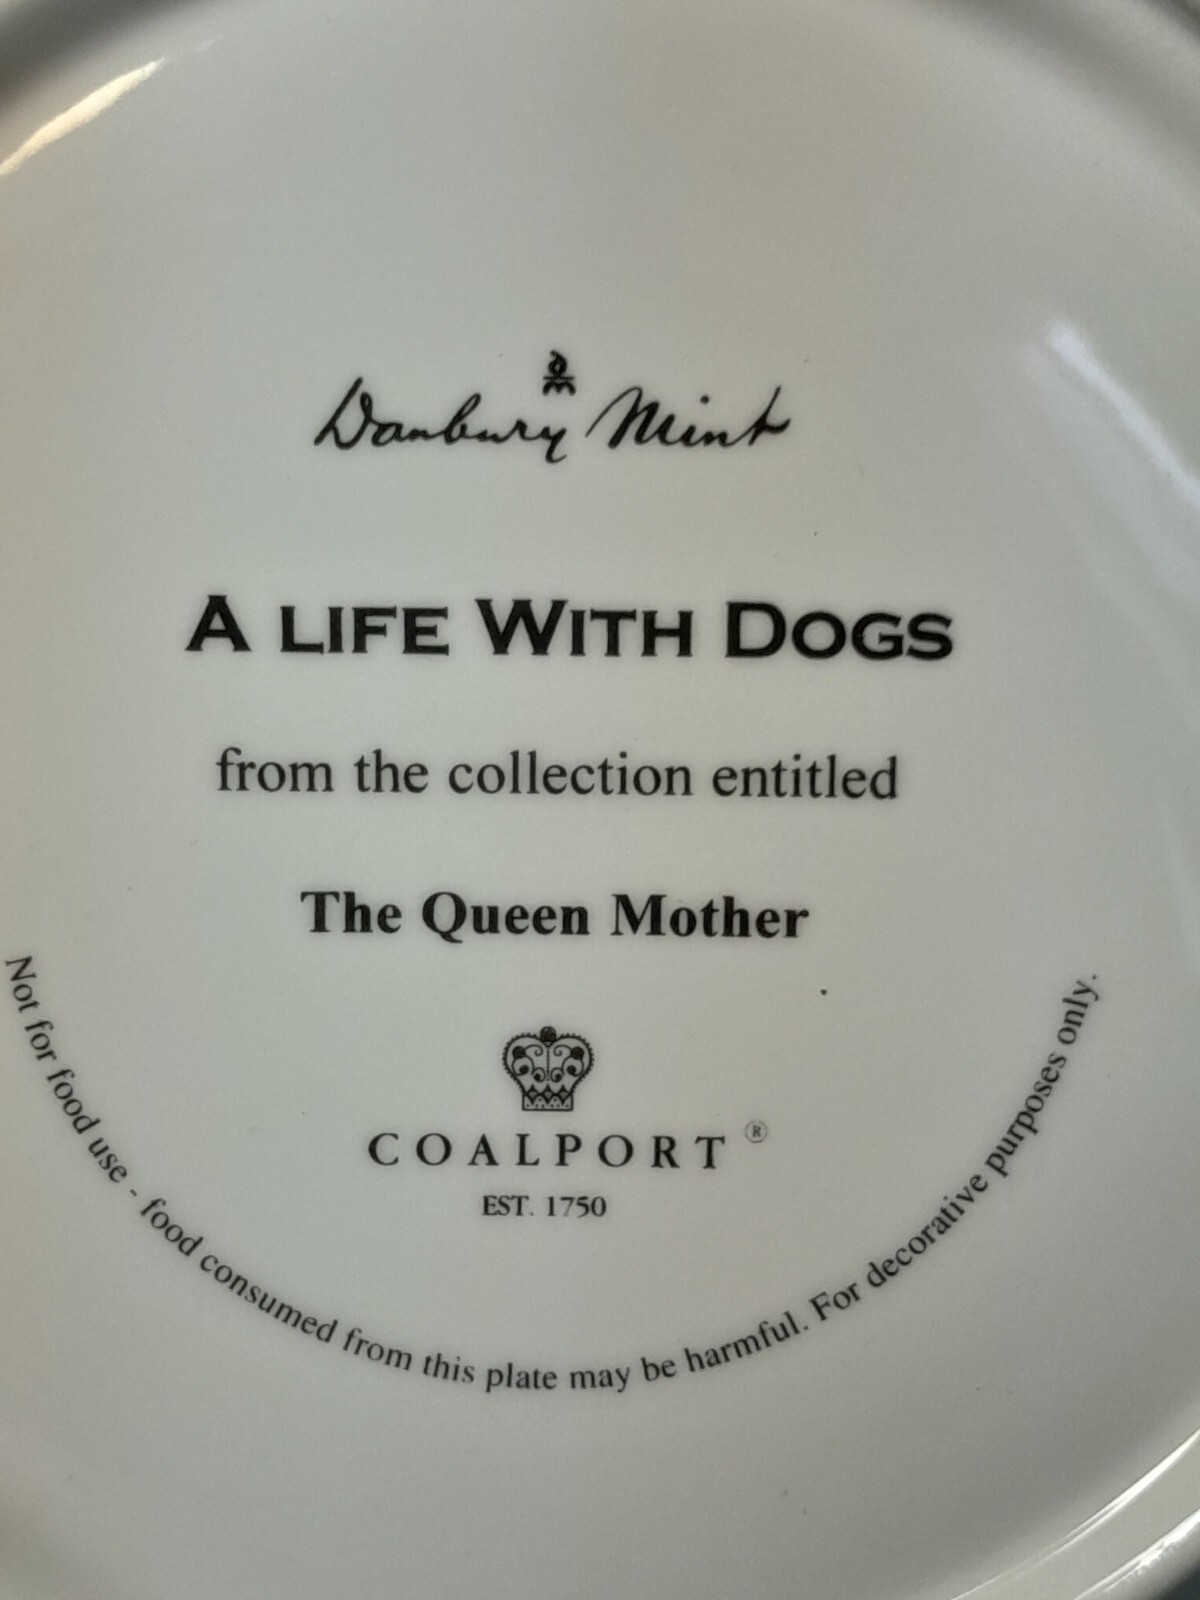 Danbury Mint
A LIFE WITH DOGS
from the collection entitled
The Queen Mother
COALPORT ®
EST. 1750
Not for food use - food consumed from this plate may be harmful. For decorative purposes only.